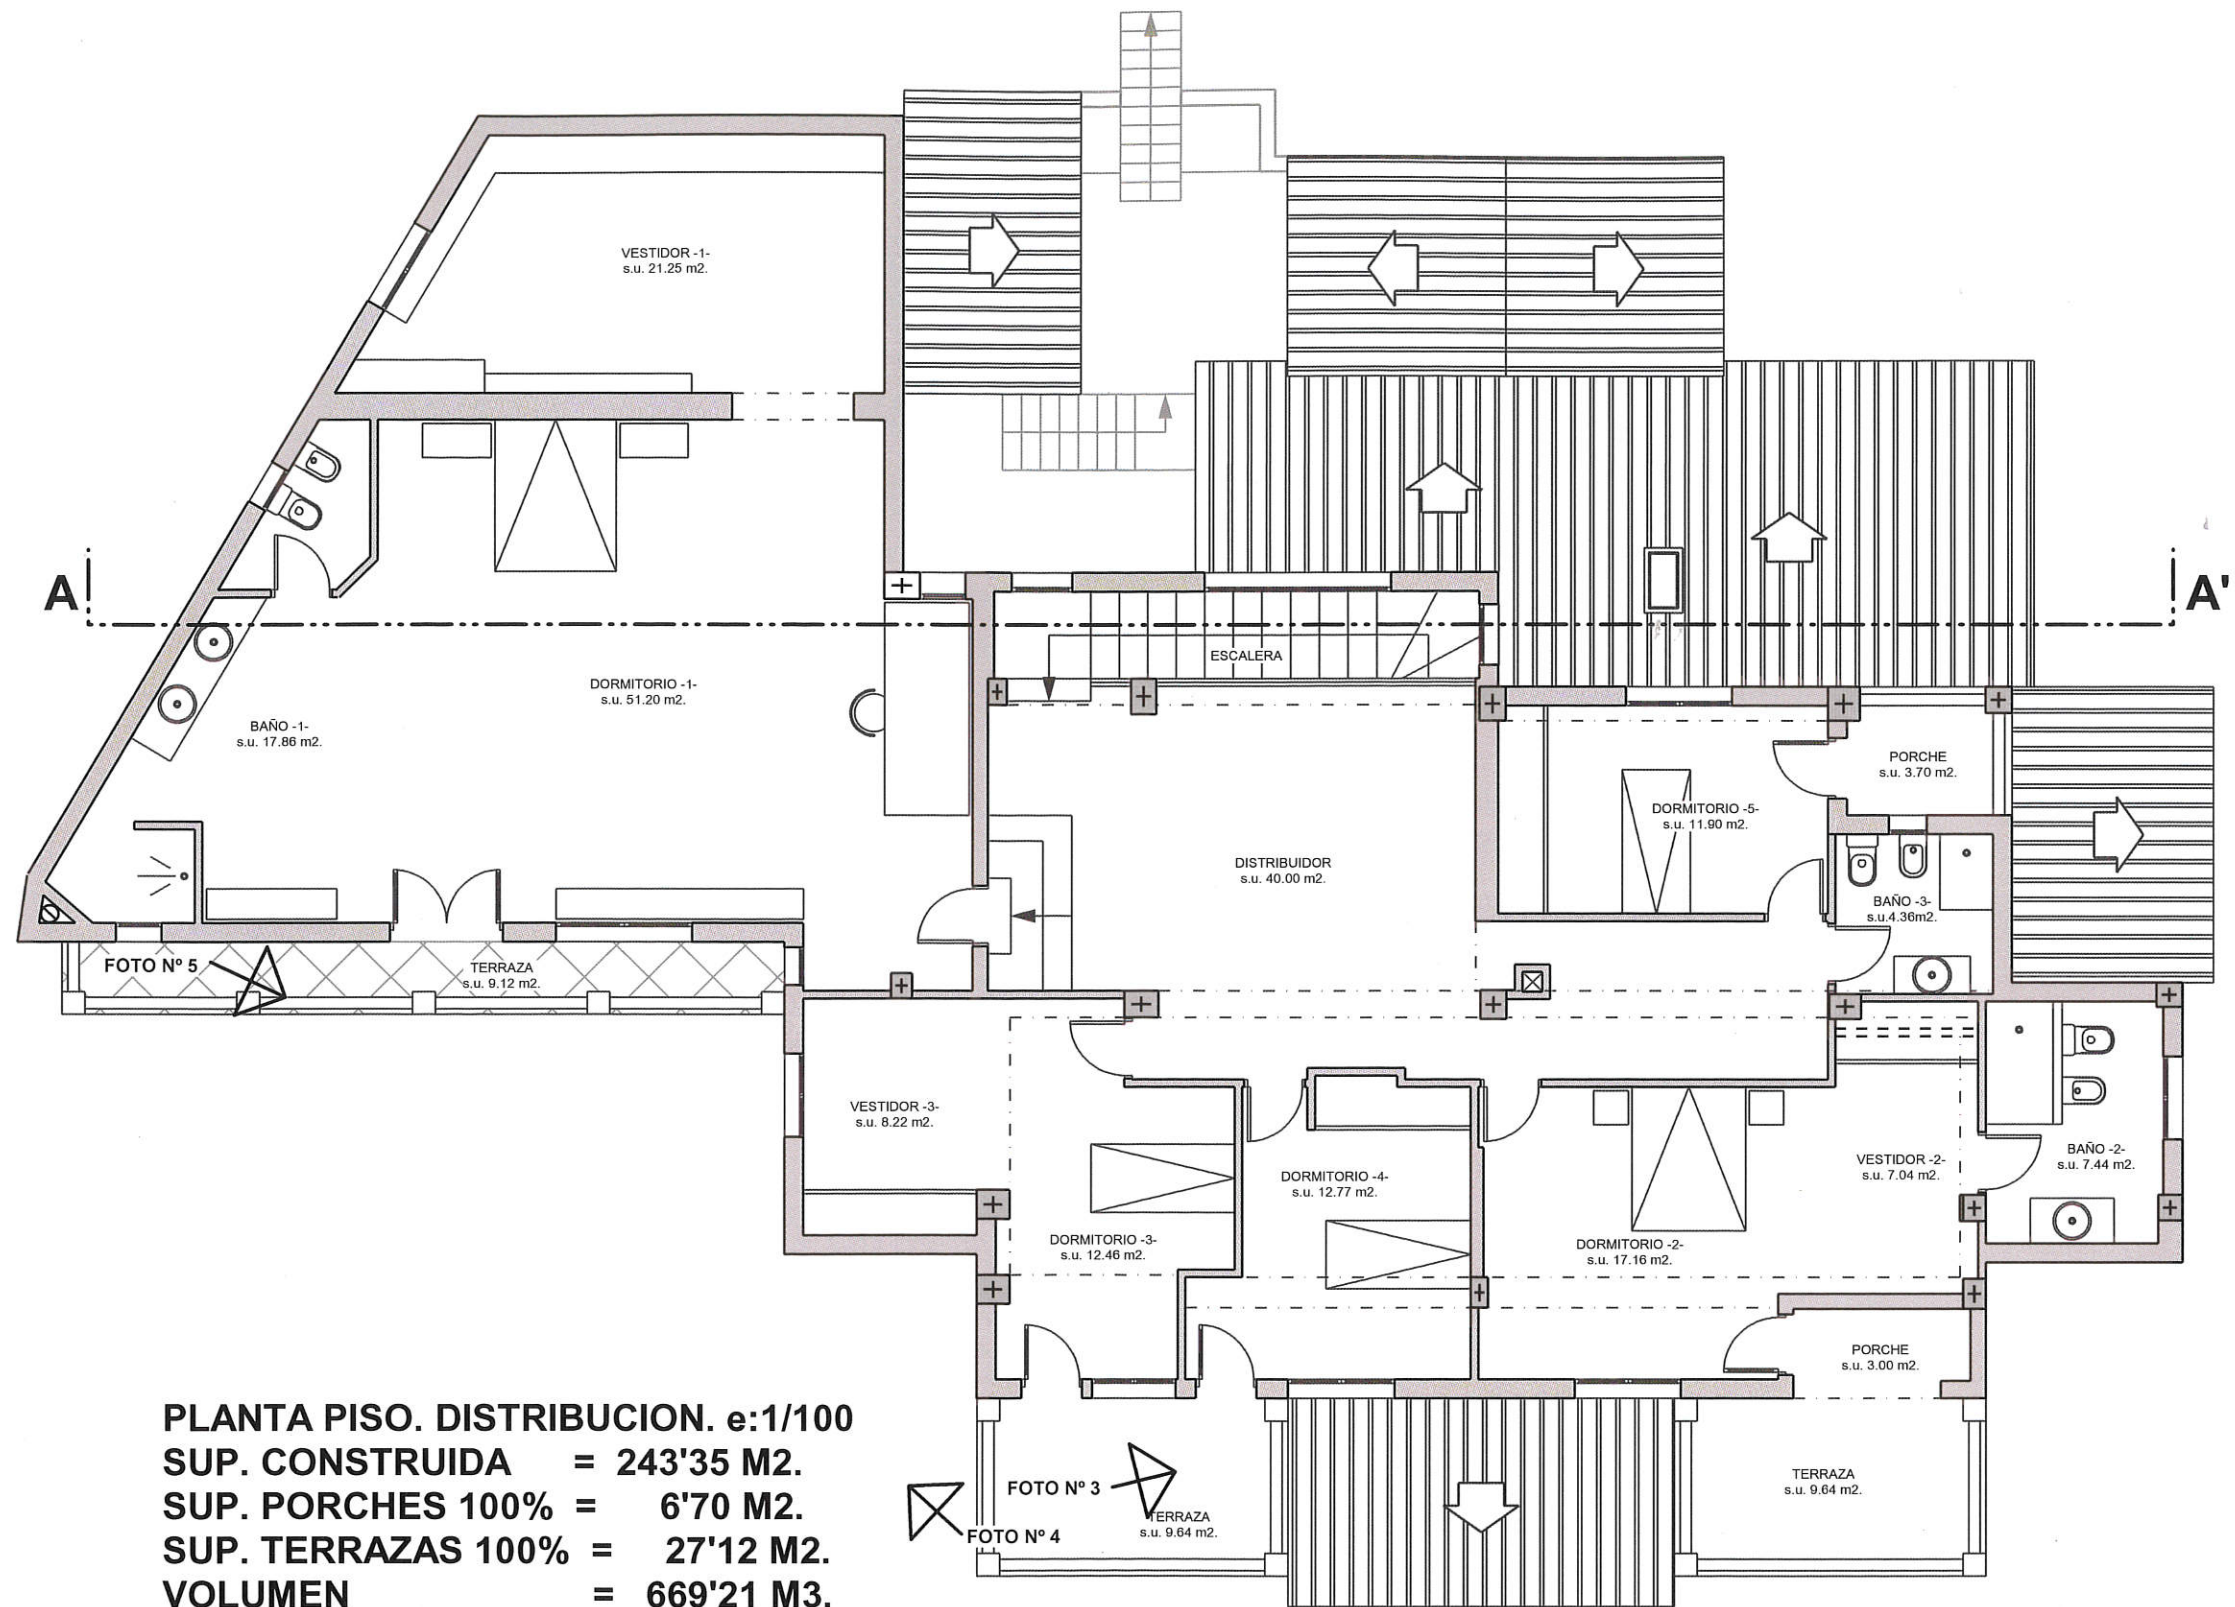 VESTIDOR -1-
s.u. 21.25 m2.
A
A'
ESCALERA
DORMITORIO -1-
s.u. 51.20 m2.
BAÑO -1-
s.u. 17.86 m2.
PORCHE
s.u. 3.70 m2.
DORMITORIO -5-
s.u. 11.90 m2.
DISTRIBUIDOR
s.u. 40.00 m2.
BAÑO -3-
s.u.4.36m2.
FOTO Nº 5
TERRAZA
s.u. 9.12 m2.
VESTIDOR -3-
s.u. 8.22 m2.
DORMITORIO -4-
s.u. 12.77 m2.
VESTIDOR -2-
s.u. 7.04 m2.
BAÑO -2-
s.u. 7.44 m2.
DORMITORIO -3-
s.u. 12.46 m2.
DORMITORIO -2-
s.u. 17.16 m2.
PORCHE
s.u. 3.00 m2.
FOTO Nº 3
TERRAZA
s.u. 9.64 m2.
FOTO Nº 4
TERRAZA
s.u. 9.64 m2.
PLANTA PISO. DISTRIBUCION. e:1/100
SUP. CONSTRUIDA = 243'35 M2.
SUP. PORCHES 100% = 6'70 M2.
SUP. TERRAZAS 100% = 27'12 M2.
VOLUMEN = 669'21 M3.